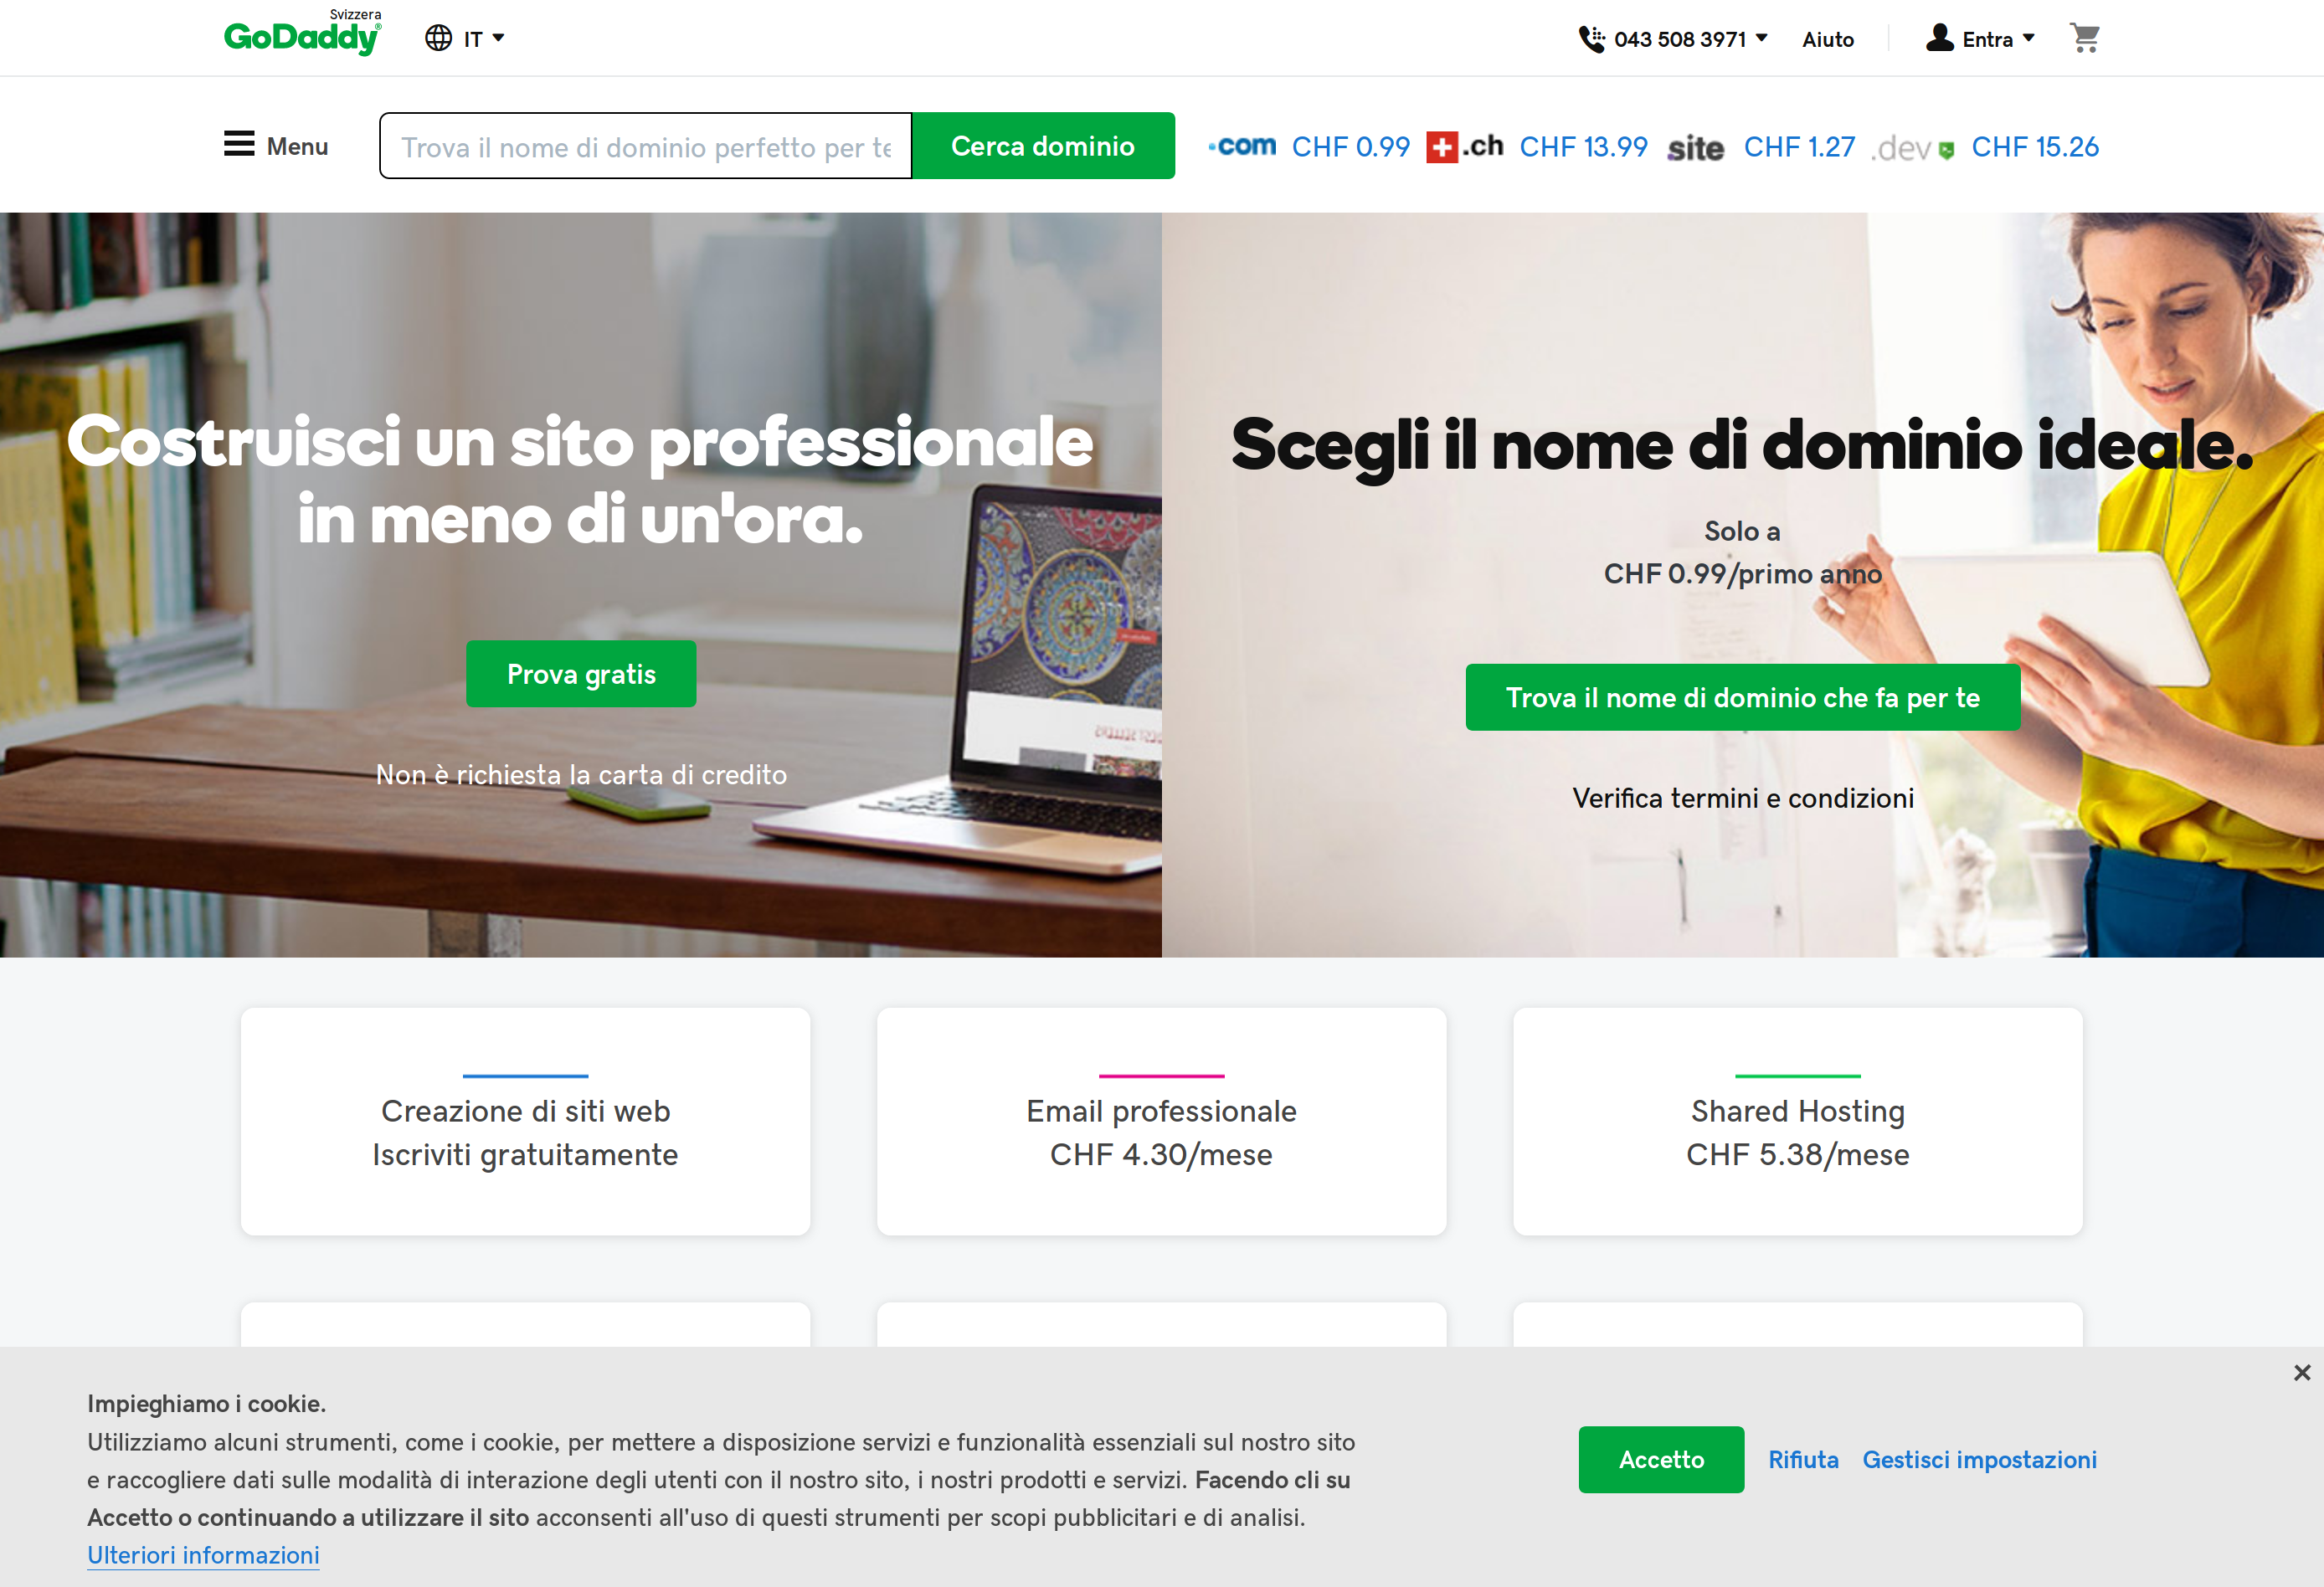 Svizzera
GoDaddy®
IT
043 508 3971
Aiuto
Entra
Menu
Trova il nome di dominio perfetto per te
Cerca dominio
.com CHF 0.99
.ch CHF 13.99
site CHF 1.27
.dev CHF 15.26
Costruisci un sito professionale
in meno di un'ora.
Prova gratis
Non è richiesta la carta di credito
Scegli il nome di dominio ideale.
Solo a
CHF 0.99/primo anno
Trova il nome di dominio che fa per te
Verifica termini e condizioni
Creazione di siti web
Iscriviti gratuitamente
Email professionale
CHF 4.30/mese
Shared Hosting
CHF 5.38/mese
Impieghiamo i cookie.
Utilizziamo alcuni strumenti, come i cookie, per mettere a disposizione servizi e funzionalità essenziali sul nostro sito
e raccogliere dati sulle modalità di interazione degli utenti con il nostro sito, i nostri prodotti e servizi. Facendo cli su
Accetto o continuando a utilizzare il sito acconsenti all'uso di questi strumenti per scopi pubblicitari e di analisi.
Ulteriori informazioni
Accetto
Rifiuta
Gestisci impostazioni